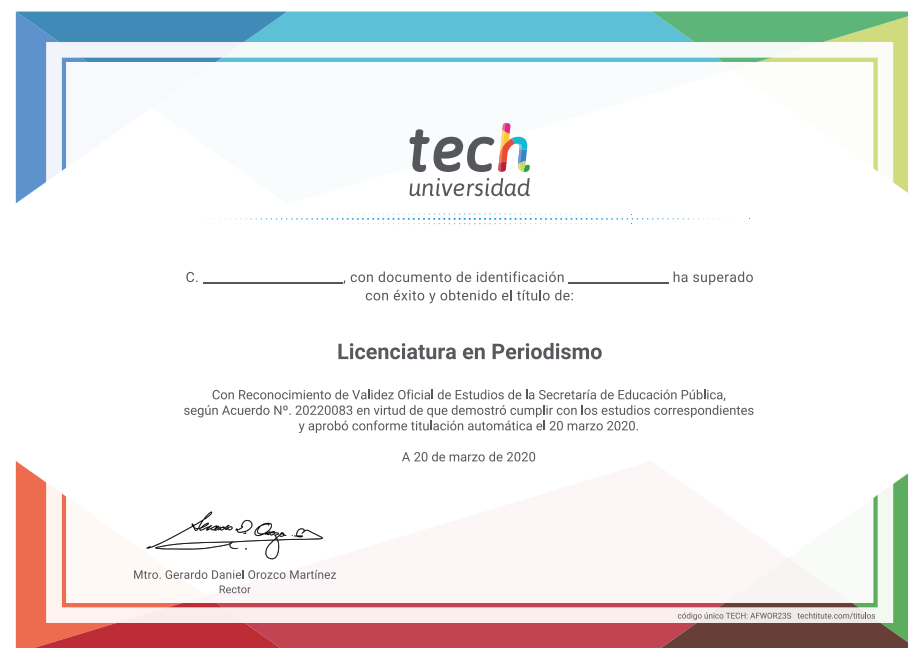 tech
universidad
C. ____________________, con documento de identificación ______________ ha superado
con éxito y obtenido el título de:
Licenciatura en Periodismo
Con Reconocimiento de Validez Oficial de Estudios de la Secretaría de Educación Pública,
según Acuerdo Nº. 20220083 en virtud de que demostró cumplir con los estudios correspondientes
y aprobó conforme titulación automática el 20 marzo 2020.
A 20 de marzo de 2020
Mtro. Gerardo Daniel Orozco Martínez
Rector
código único TECH: AFWOR23S techtitute.com/titulos